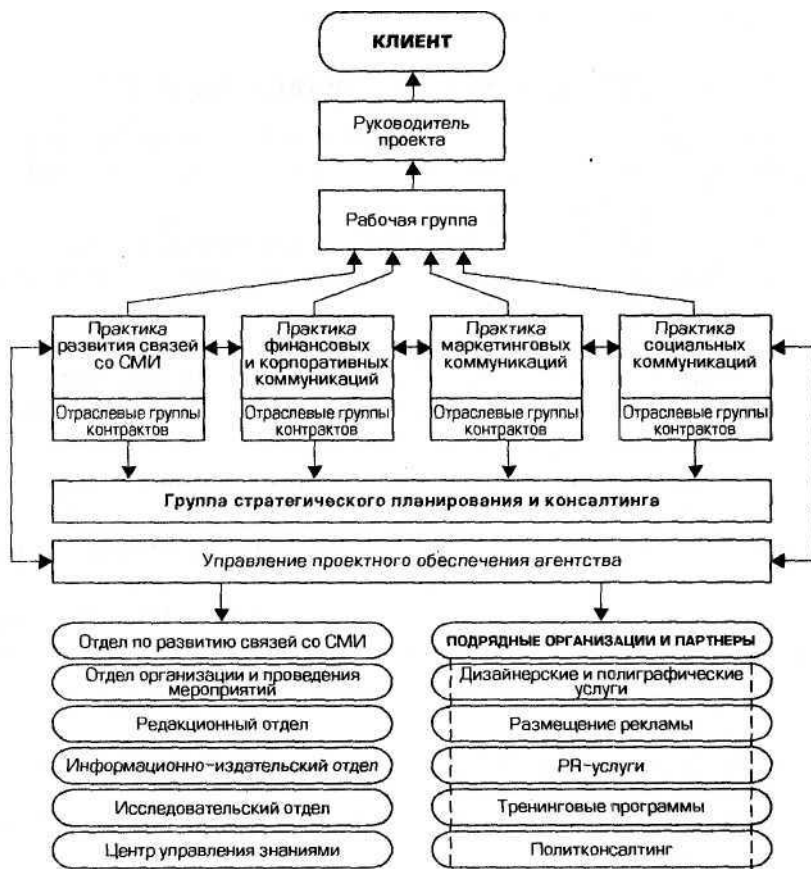 КЛИЕНТ
Руководитель
проекта
Рабочая группа
Практика
развития связей
со СМИ
Практика
финансовых
и корпоративных
коммуникаций
Практика
маркетинговых
коммуникаций
Практика
социальных
коммуникаций
Отраслевые группы
контрактов
Отраслевые группы
контрактов
Отраслевые группы
контрактов
Отраслевые группы
контрактов
Группа стратегического планирования и консалтинга
Управление проектного обеспечения агентства
Отдел по развитию связей со СМИ
Отдел организации и проведения
мероприятий
Редакционный отдел
Информационно-издательский отдел
Исследовательский отдел
Центр управления знаниями
ПОДРЯДНЫЕ ОРГАНИЗАЦИИ И ПАРТНЕРЫ
Дизайнерские и полиграфические
услуги
Размещение рекламы
PR-услуги
Тренинговые программы
Политконсалтинг